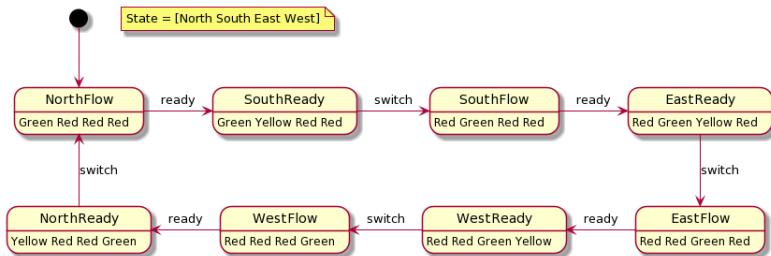 State = [North South East West]
NorthFlow
Green Red Red Red
ready
SouthReady
Green Yellow Red Red
switch
SouthFlow
Red Green Red Red
ready
EastReady
Red Green Yellow Red
switch
EastFlow
Red Red Green Red
ready
WestReady
Red Red Green Yellow
switch
WestFlow
Red Red Red Green
ready
NorthReady
Yellow Red Red Green
switch